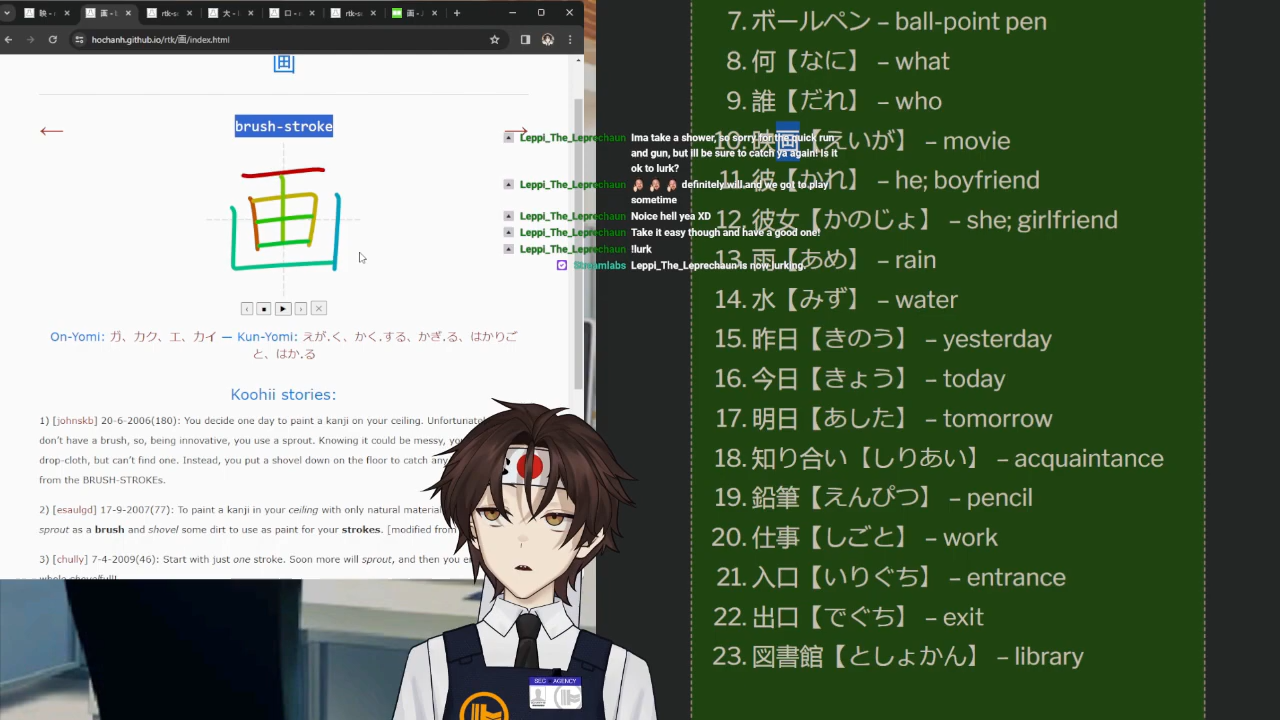 映 -
画 -
rtk-s
大 -
口 -
rtk-s
画 -
hochanh.github.io/rtk/画/index.html
画
brush-stroke
画
On-Yomi: ガ、カク、エ、カイ — Kun-Yomi: えが.く、かく.する、かぎ.る、はかりご
と、はか.る
Koohii stories:
1) [johnskb] 20-6-2006(180): You decide one day to paint a kanji on your ceiling. Unfortunat
don't have a brush, so, being innovative, you use a sprout. Knowing it could be messy, yo
drop-cloth, but can't find one. Instead, you put a shovel down on the floor to catch any
from the BRUSH-STROKEs.
2) [esaulgd] 17-9-2007(77): To paint a kanji in your ceiling with only natural material
sprout as a brush and shovel some dirt to use as paint for your strokes. [modified from
3) [chully] 7-4-2009(46): Start with just one stroke. Soon more will sprout, and then you en
Leppi_The_Leprechaun Ima take a shower, so sorry for the quick run
and gun, but ill be sure to catch ya again! Is it
ok to lurk?
Leppi_The_Leprechaun definitely will and we got to play
sometime
Leppi_The_Leprechaun Noice hell yea XD
Leppi_The_Leprechaun Take it easy though and have a good one!
Leppi_The_Leprechaun !lurk
Streamlabs Leppi_The_Leprechaun is now lurking.
7. ボールペン – ball-point pen
8. 何【なに】 – what
9. 誰【だれ】 – who
10. 映画【えいが】 – movie
11. 彼【かれ】 – he; boyfriend
12. 彼女【かのじょ】 – she; girlfriend
13. 雨【あめ】 – rain
14. 水【みず】 – water
15. 昨日【きのう】 – yesterday
16. 今日【きょう】 – today
17. 明日【あした】 – tomorrow
18. 知り合い【しりあい】 – acquaintance
19. 鉛筆【えんぴつ】 – pencil
20. 仕事【しごと】 – work
21. 入口【いりぐち】 – entrance
22. 出口【でぐち】 – exit
23. 図書館【としょかん】 – library